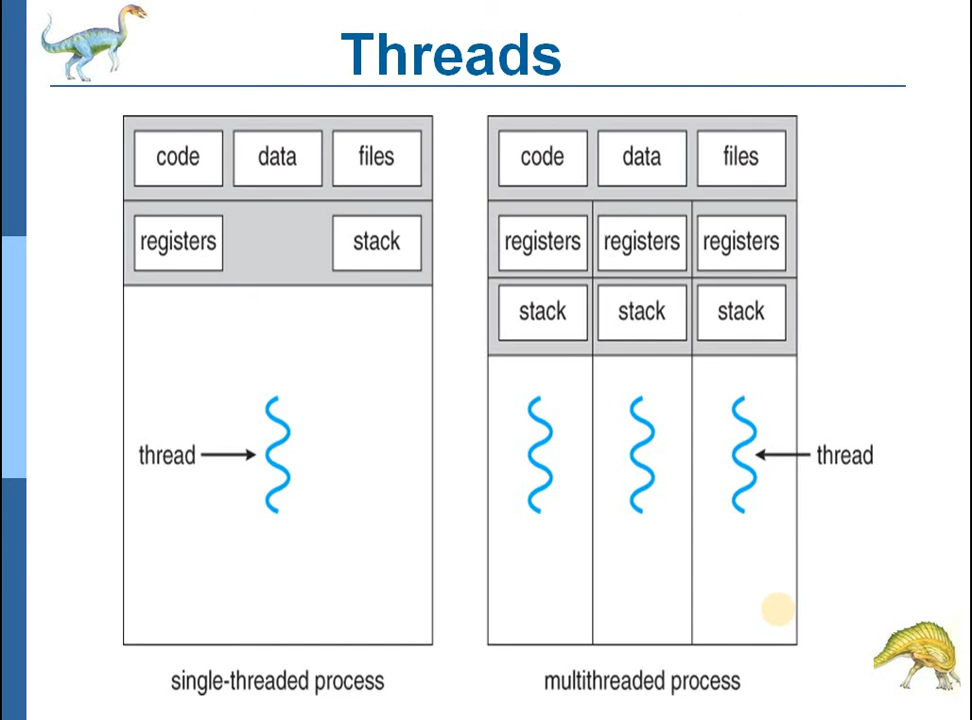 Threads
code data files
registers stack
thread
single-threaded process
code data files
registers registers registers
stack stack stack
thread
multithreaded process